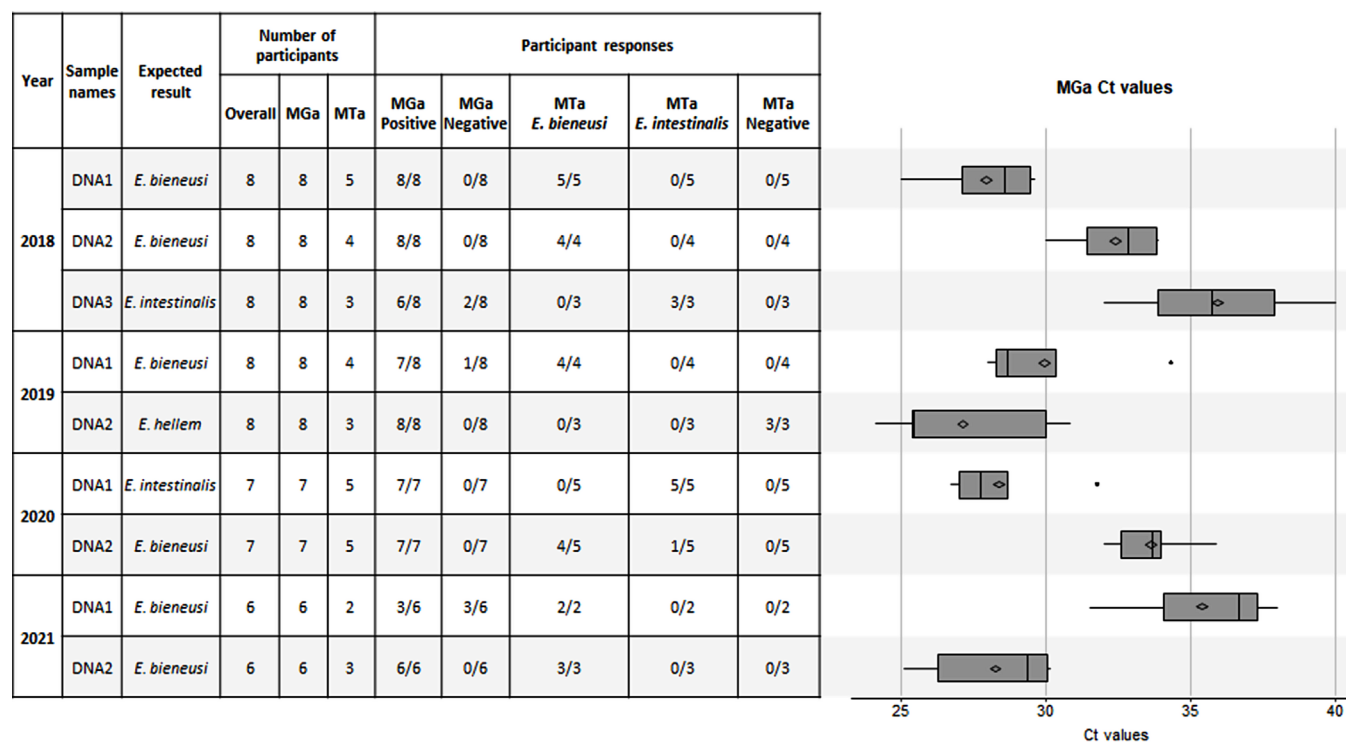 Year Sample names Expected result Number of participants Participant responses
Overall MGa MTa MGa Positive MGa Negative MTa E. bieneusi MTa E. intestinalis MTa Negative
MGa Ct values
2018
DNA1 E. bieneusi 8 8 5 8/8 0/8 5/5 0/5 0/5
DNA2 E. bieneusi 8 8 4 8/8 0/8 4/4 0/4 0/4
DNA3 E. intestinalis 8 8 3 6/8 2/8 0/3 3/3 0/3
2019
DNA1 E. bieneusi 8 8 4 7/8 1/8 4/4 0/4 0/4
DNA2 E. hellem 8 8 3 8/8 0/8 0/3 0/3 3/3
2020
DNA1 E. intestinalis 7 7 5 7/7 0/7 0/5 5/5 0/5
DNA2 E. bieneusi 7 7 5 7/7 0/7 4/5 1/5 0/5
2021
DNA1 E. bieneusi 6 6 2 3/6 3/6 2/2 0/2 0/2
DNA2 E. bieneusi 6 6 3 6/6 0/6 3/3 0/3 0/3
25 30 35 40
Ct values